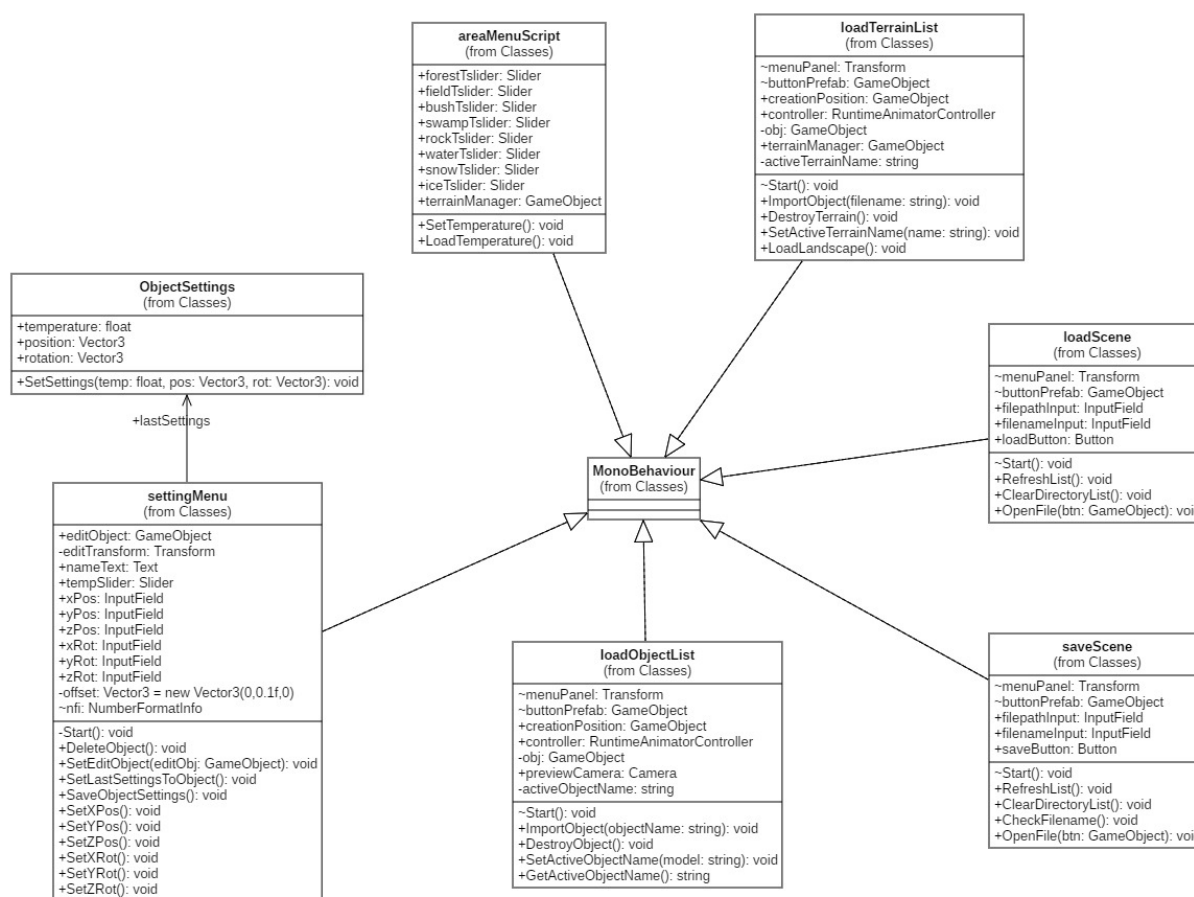 areaMenuScript
(from Classes)
+forestTslider: Slider
+fieldTslider: Slider
+bushTslider: Slider
+swampTslider: Slider
+rockTslider: Slider
+waterTslider: Slider
+snowTslider: Slider
+iceTslider: Slider
+terrainManager: GameObject
+SetTemperature(): void
+LoadTemperature(): void
loadTerrainList
(from Classes)
~menuPanel: Transform
~buttonPrefab: GameObject
+creationPosition: GameObject
+controller: RuntimeAnimatorController
-obj: GameObject
+terrainManager: GameObject
-activeTerrainName: string
~Start(): void
+ImportObject(filename: string): void
+DestroyTerrain(): void
+SetActiveTerrainName(name: string): void
+LoadLandscape(): void
ObjectSettings
(from Classes)
+temperature: float
+position: Vector3
+rotation: Vector3
+SetSettings(temp: float, pos: Vector3, rot: Vector3): void
+lastSettings
loadScene
(from Classes)
~menuPanel: Transform
~buttonPrefab: GameObject
+filepathInput: InputField
+filenameInput: InputField
+loadButton: Button
~Start(): void
+RefreshList(): void
+ClearDirectoryList(): void
+OpenFile(btn: GameObject): voi
MonoBehaviour
(from Classes)
settingMenu
(from Classes)
+editObject: GameObject
-editTransform: Transform
+nameText: Text
+tempSlider: Slider
+xPos: InputField
+yPos: InputField
+zPos: InputField
+xRot: InputField
+yRot: InputField
+zRot: InputField
-offset: Vector3 = new Vector3(0,0.1f,0)
~nfi: NumberFormatInfo
-Start(): void
+DeleteObject(): void
+SetEditObject(editObj: GameObject): void
+SetLastSettingsToObject(): void
+SaveObjectSettings(): void
+SetXPos(): void
+SetYPos(): void
+SetZPos(): void
+SetXRot(): void
+SetYRot(): void
+SetZRot(): void
loadObjectList
(from Classes)
~menuPanel: Transform
~buttonPrefab: GameObject
+creationPosition: GameObject
+controller: RuntimeAnimatorController
-obj: GameObject
+previewCamera: Camera
-activeObjectName: string
~Start(): void
+ImportObject(objectName: string): void
+DestroyObject(): void
+SetActiveObjectName(model: string): void
+GetActiveObjectName(): string
saveScene
(from Classes)
~menuPanel: Transform
~buttonPrefab: GameObject
+filepathInput: InputField
+filenameInput: InputField
+saveButton: Button
~Start(): void
+RefreshList(): void
+ClearDirectoryList(): void
+CheckFilename(): void
+OpenFile(btn: GameObject): voi